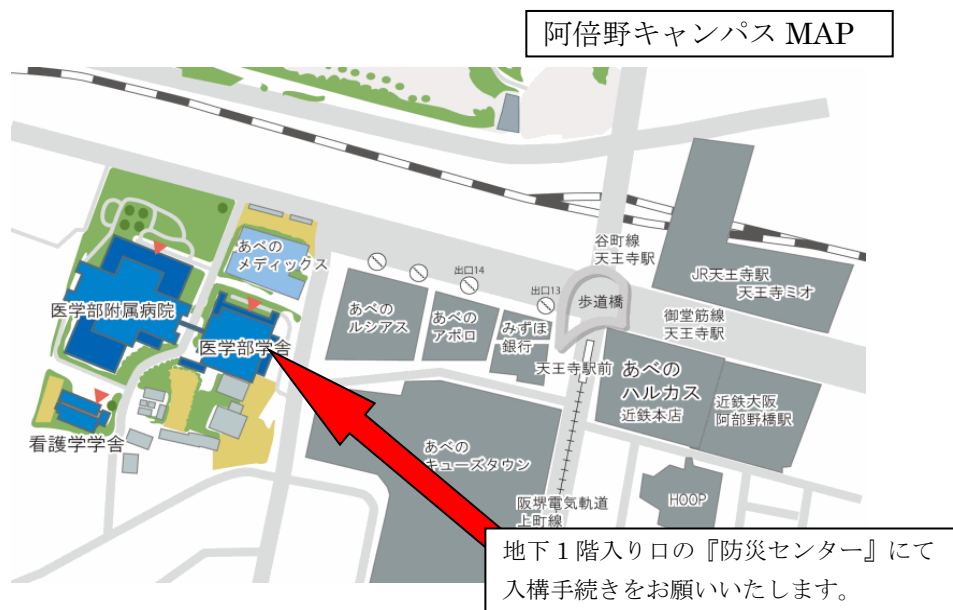 阿倍野キャンパス MAP
あべの
メディックス
谷町線
天王寺駅
JR天王寺駅
天王寺ミオ
出口14
出口13
歩道橋
御堂筋線
天王寺駅
医学部附属病院
あべの
ルシアス
あべの
アポロ
みずほ
銀行
医学部学舎
天王寺駅前
あべの
ハルカス
近鉄本店
近鉄大阪
阿部野橋駅
看護学学舎
あべの
キューズタウン
HOOP
阪堺電気軌道
上町線
地下1階入り口の『防災センター』にて
入構手続きをお願いいたします。